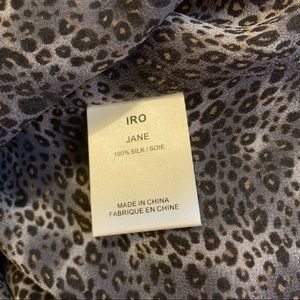 IRO
JANE
100% SILK / SOIE
MADE IN CHINA
FABRIQUE EN CHINE